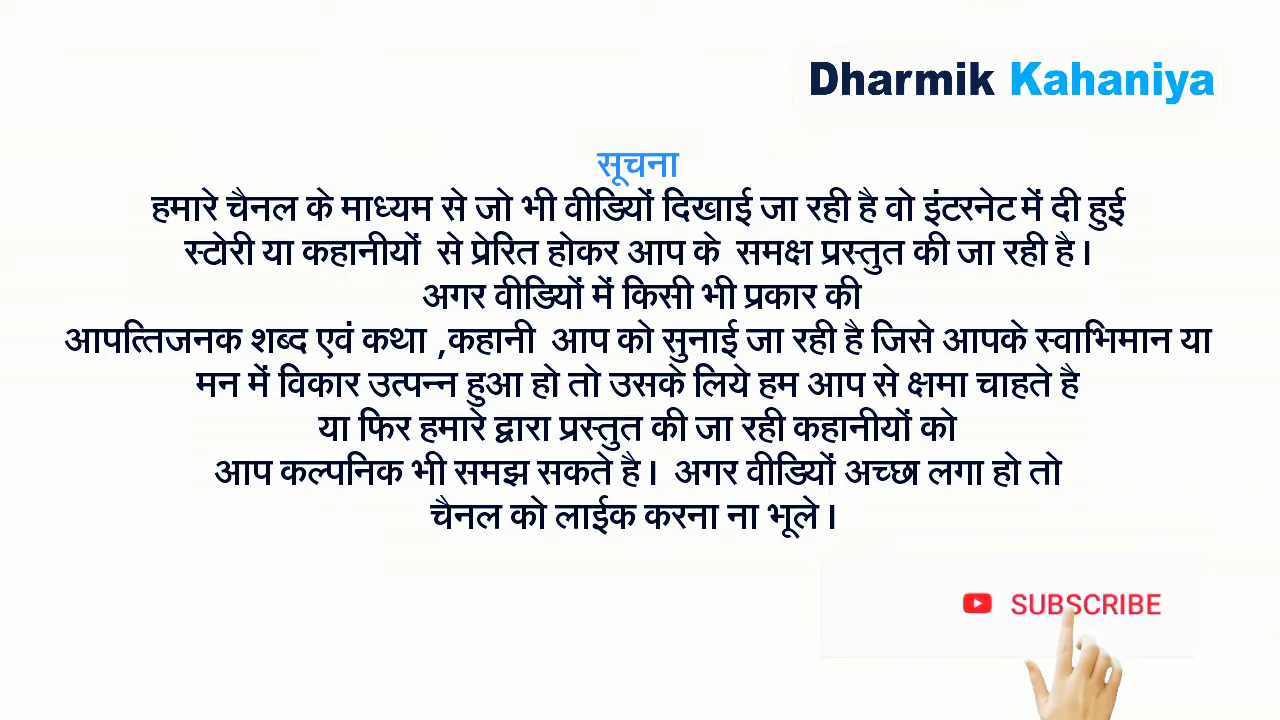 Dharmik Kahaniya
सूचना
हमारे चैनल के माध्यम से जो भी वीडियों दिखाई जा रही है वो इंटरनेट में दी हुई
स्टोरी या कहानीयों से प्रेरित होकर आप के समक्ष प्रस्तुत की जा रही है।
अगर वीडियों में किसी भी प्रकार की
आपत्तिजनक शब्द एवं कथा ,कहानी आप को सुनाई जा रही है जिसे आपके स्वाभिमान या
मन में विकार उत्पन्न हुआ हो तो उसके लिये हम आप से क्षमा चाहते है
या फिर हमारे द्वारा प्रस्तुत की जा रही कहानीयों को
आप कल्पनिक भी समझ सकते है। अगर वीडियों अच्छा लगा हो तो
चैनल को लाईक करना ना भूले।
SUBSCRIBE